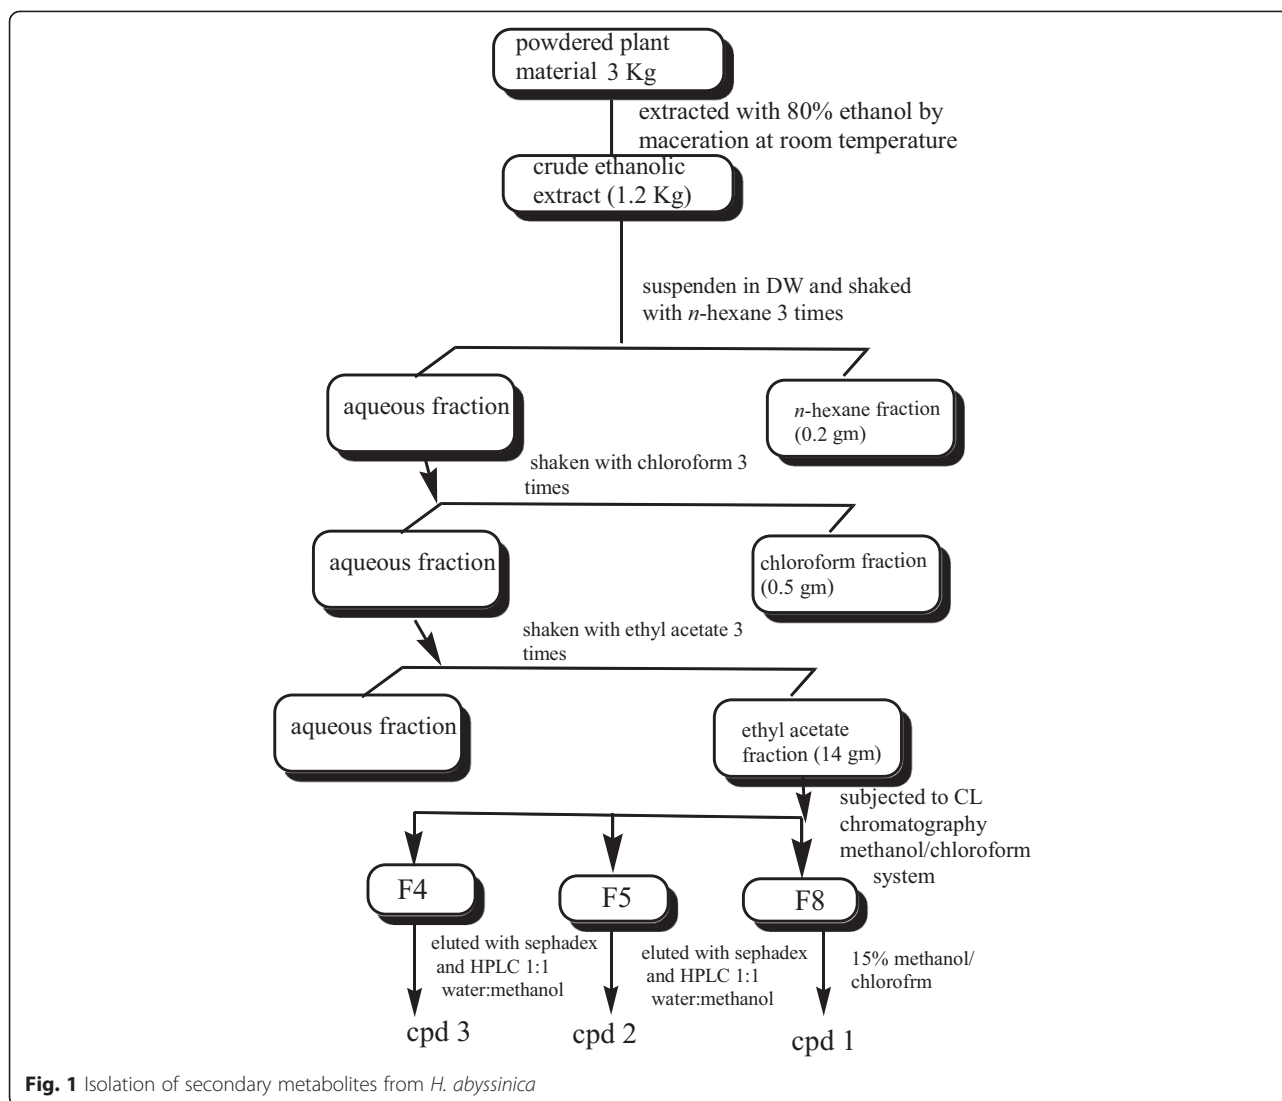 powdered plant
material 3 Kg
extracted with 80% ethanol by
maceration at room temperature
crude ethanolic
extract (1.2 Kg)
suspenden in DW and shaked
with n-hexane 3 times
aqueous fraction
n-hexane fraction
(0.2 gm)
shaken with chloroform 3
times
aqueous fraction
chloroform fraction
(0.5 gm)
shaken with ethyl acetate 3
times
aqueous fraction
ethyl acetate
fraction (14 gm)
subjected to CL
chromatography
methanol/chloroform
system
F4
F5
F8
eluted with sephadex
and HPLC 1:1
water:methanol
eluted with sephadex
and HPLC 1:1
water:methanol
15% methanol/
chlorofrm
cpd 3
cpd 2
cpd 1
Fig. 1 Isolation of secondary metabolites from H. abyssinica